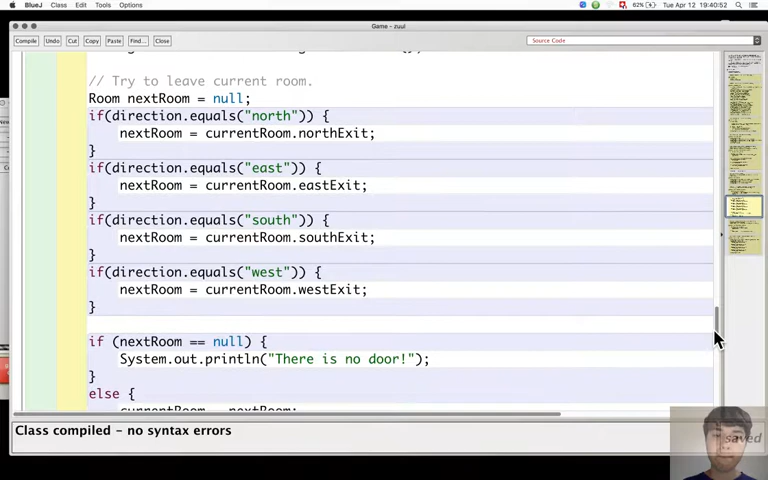 BlueJ Class Edit Tools Options 62% Tue Apr 12 19:40:52
Game - zuul
Compile Undo Cut Copy Paste Find... Close Source Code
// Try to leave current room.
Room nextRoom = null;
if(direction.equals("north")) {
nextRoom = currentRoom.northExit;
}
if(direction.equals("east")) {
nextRoom = currentRoom.eastExit;
}
if(direction.equals("south")) {
nextRoom = currentRoom.southExit;
}
if(direction.equals("west")) {
nextRoom = currentRoom.westExit;
}
if (nextRoom == null) {
System.out.println("There is no door!");
}
else {
currentRoom = nextRoom;
Class compiled - no syntax errors
saved